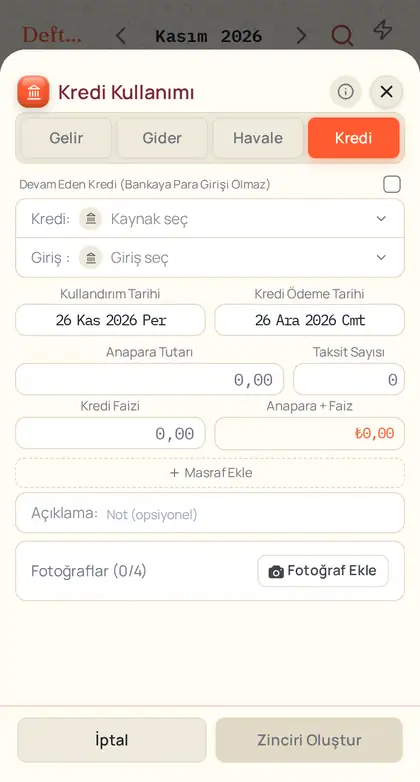 Deft...
Kasım 2026
Kredi Kullanımı
Gelir
Gider
Havale
Kredi
Devam Eden Kredi (Bankaya Para Girişi Olmaz)
Kredi: Kaynak seç
Giriş : Giriş seç
Kullandırım Tarihi
Kredi Ödeme Tarihi
26 Kas 2026 Per
26 Ara 2026 Cmt
Anapara Tutarı
Taksit Sayısı
0,00
0
Kredi Faizi
Anapara + Faiz
0,00
₺0,00
+ Masraf Ekle
Açıklama: Not (opsiyonel)
Fotoğraflar (0/4)
Fotoğraf Ekle
İptal
Zinciri Oluştur